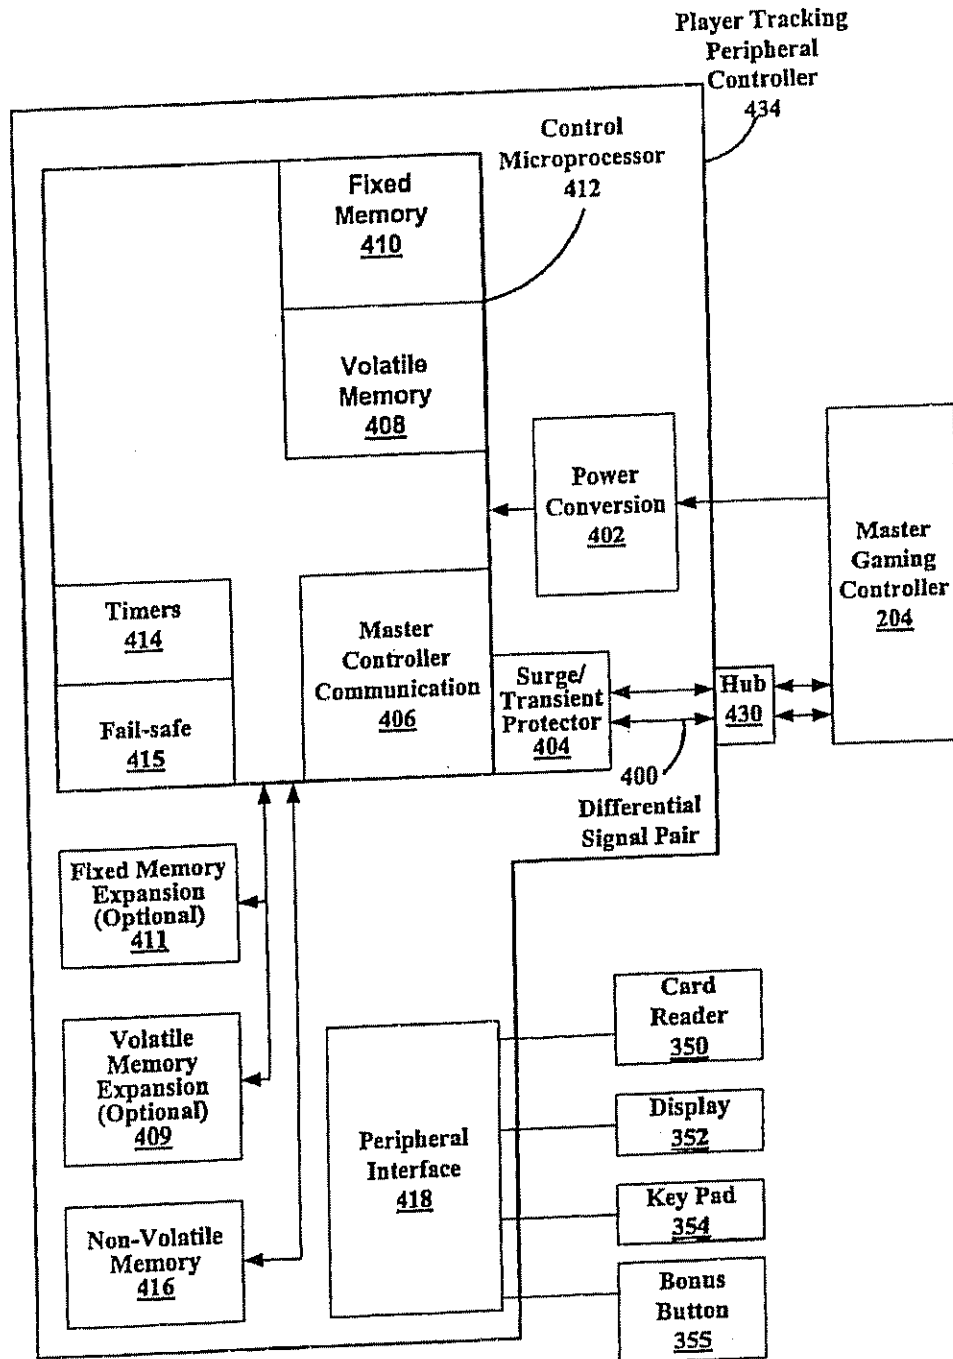 Player Tracking
Peripheral
Controller
434
Control
Microprocessor
412
Fixed
Memory
410
Volatile
Memory
408
Power
Conversion
402
Master
Gaming
Controller
204
Timers
414
Fail-safe
415
Master
Controller
Communication
406
Surge/
Transient
Protector
404
Hub
430
400
Differential
Signal Pair
Fixed Memory
Expansion
(Optional)
411
Volatile
Memory
Expansion
(Optional)
409
Non-Volatile
Memory
416
Peripheral
Interface
418
Card
Reader
350
Display
352
Key Pad
354
Bonus
Button
355